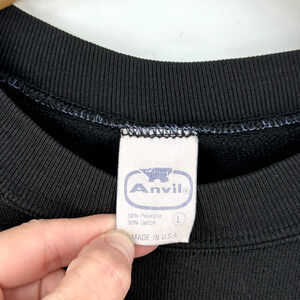 Anvil®
50% Polyester
50% Cotton
L
MADE IN U.S.A.